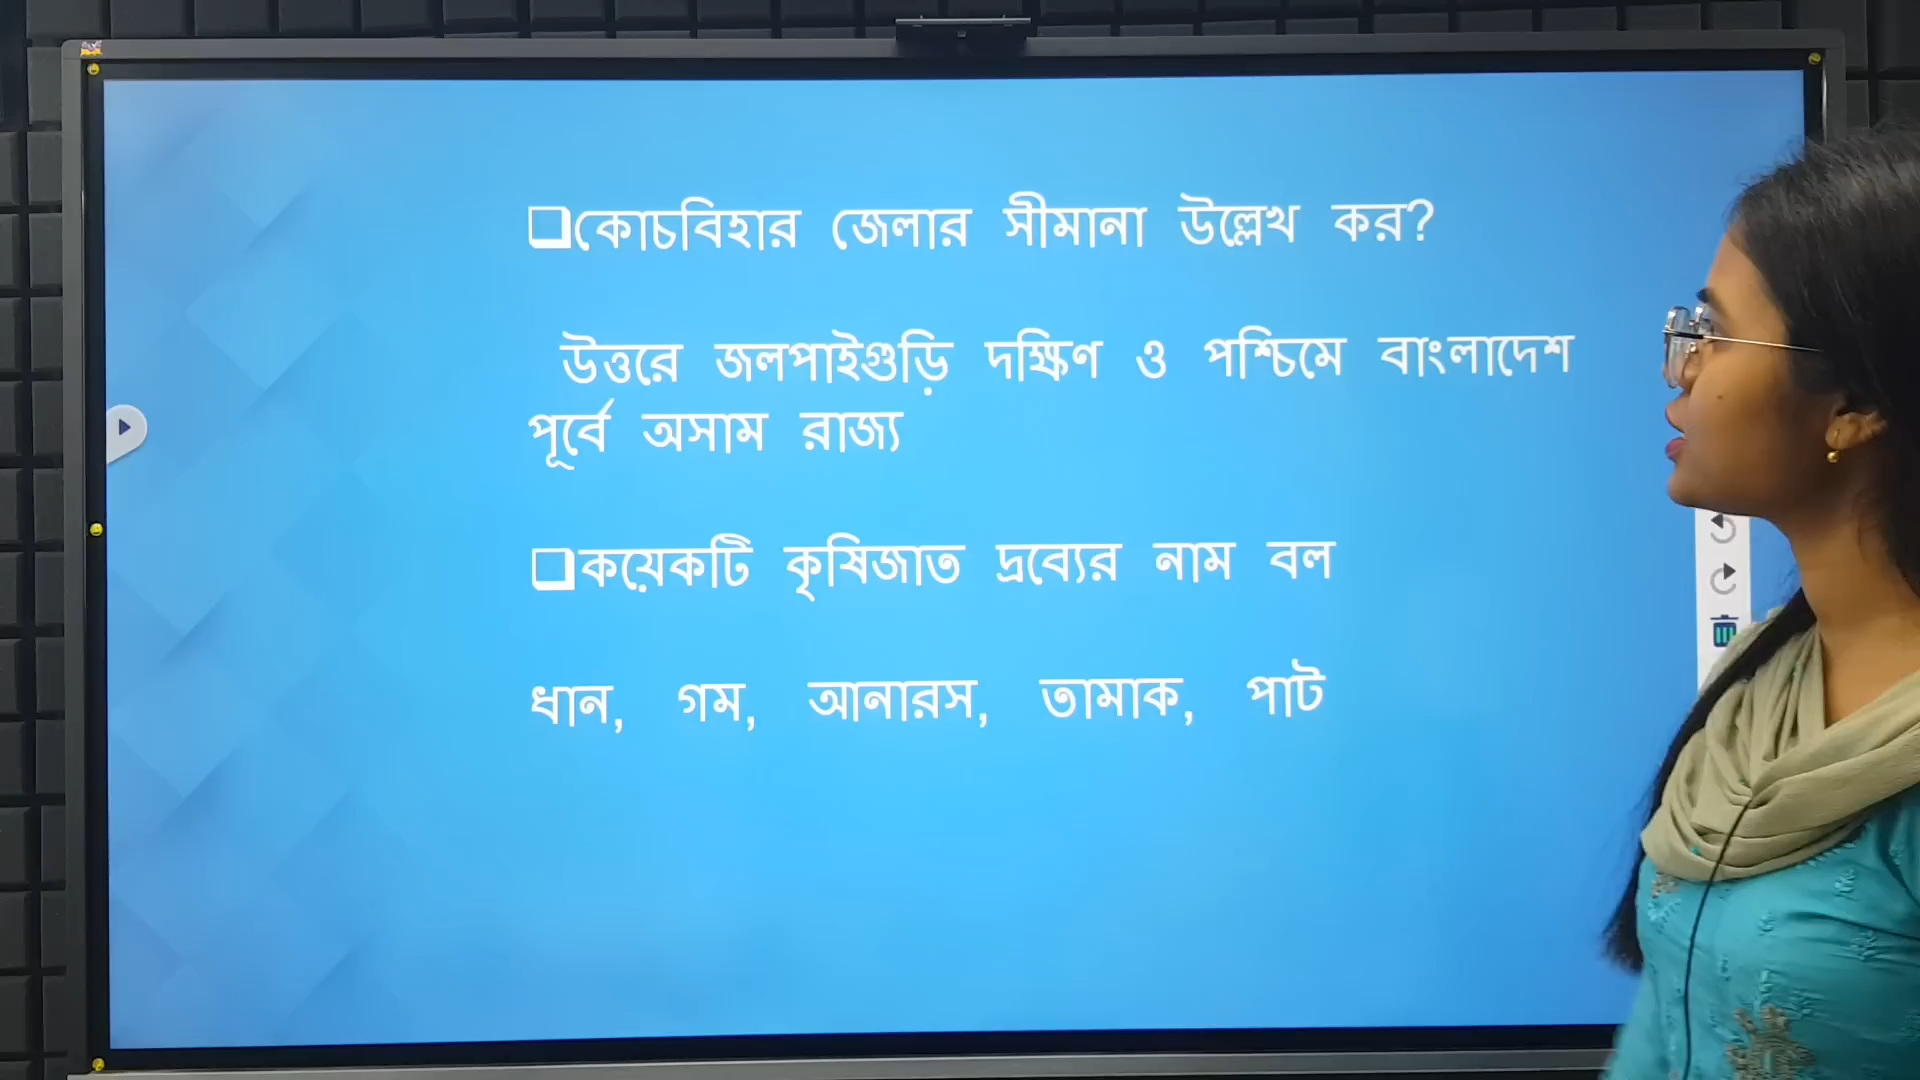 ❑কোচবিহার জেলার সীমানা উল্লেখ কর?
উত্তরে জলপাইগুড়ি দক্ষিণ ও পশ্চিমে বাংলাদেশ
পূর্বে অসাম রাজ্য
❑কয়েকটি কৃষিজাত দ্রব্যের নাম বল
ধান, গম, আনারস, তামাক, পাট